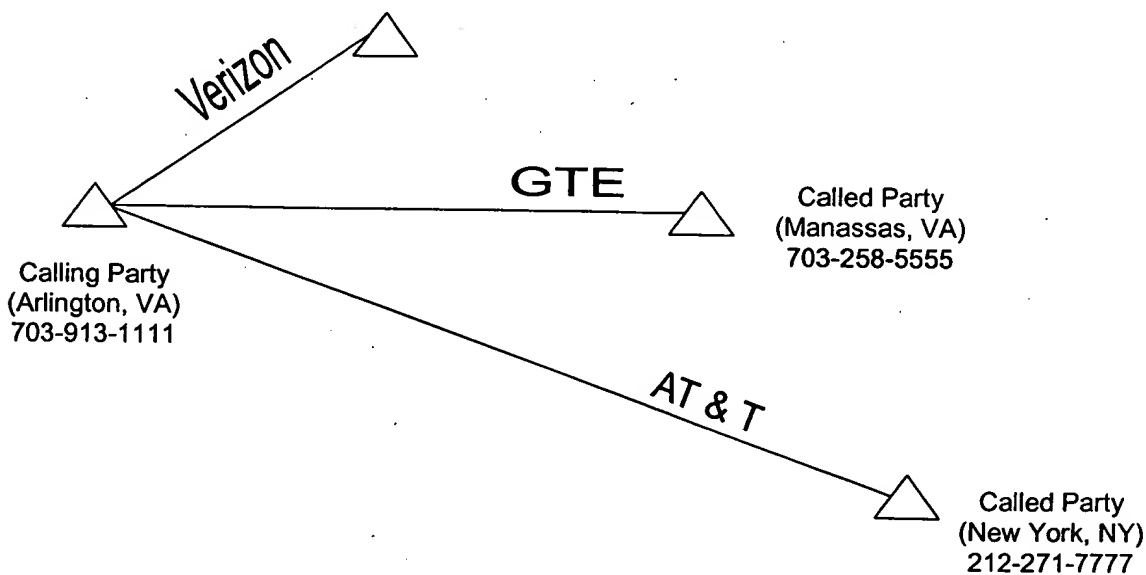 Verizon
GTE
Called Party
(Manassas, VA)
703-258-5555
Calling Party
(Arlington, VA)
703-913-1111
AT & T
Called Party
(New York, NY)
212-271-7777